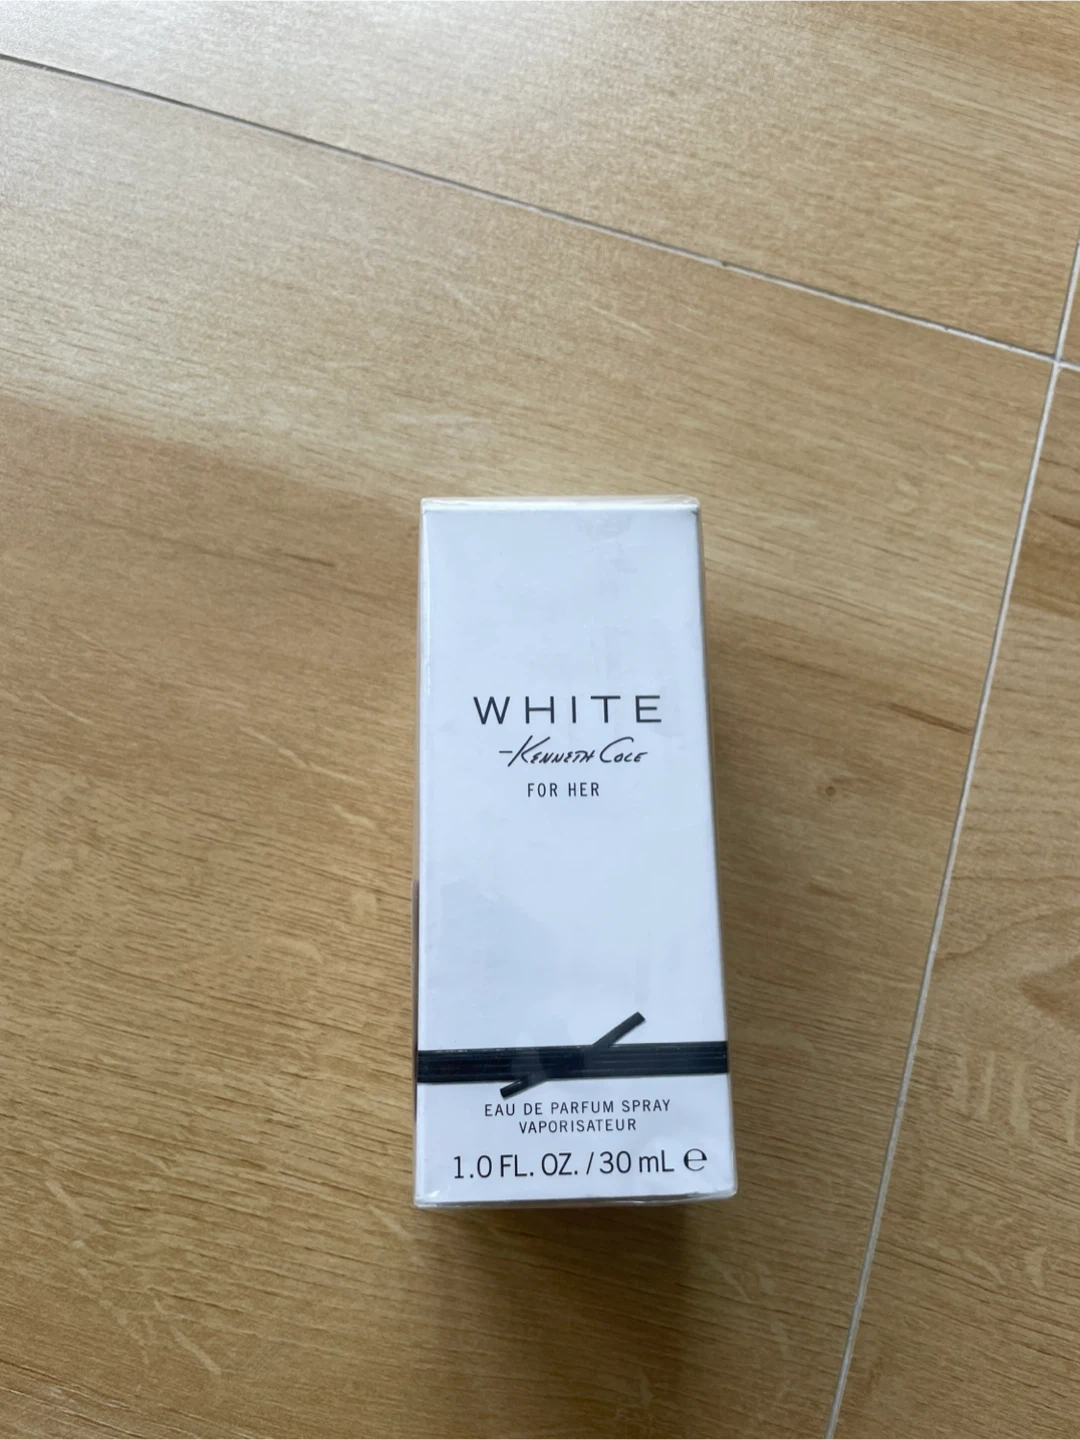 WHITE
-KENNETH COLE
FOR HER
EAU DE PARFUM SPRAY
VAPORISATEUR
1.0 FL. OZ. / 30 mL ℮